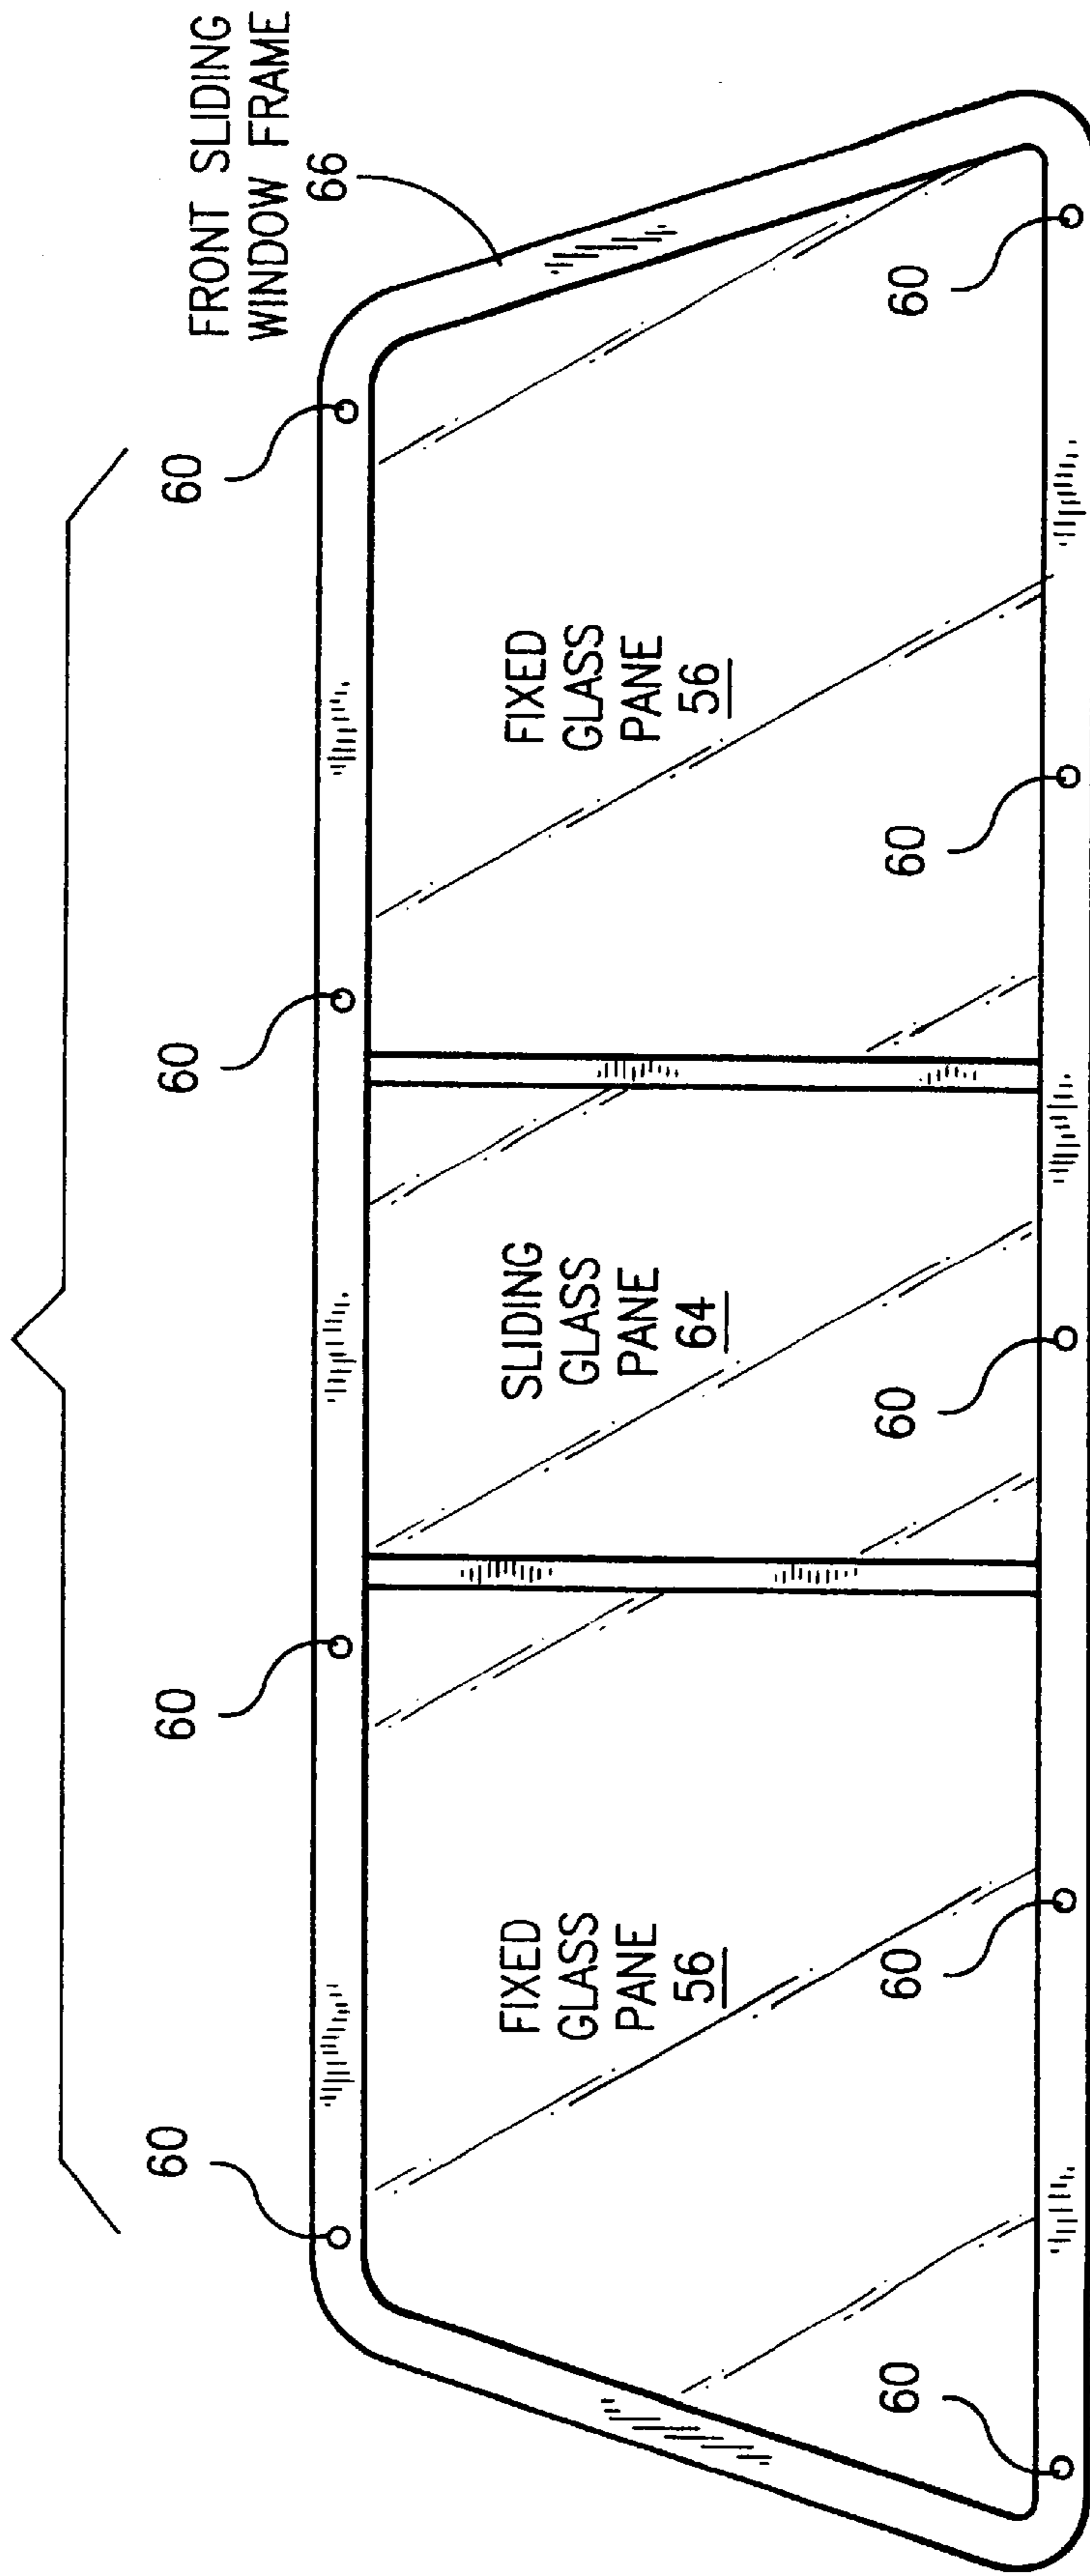 60
60
60
60
FRONT SLIDING
WINDOW FRAME
66
FIXED
GLASS
PANE
56
SLIDING
GLASS
PANE
64
FIXED
GLASS
PANE
56
60
60
60
60
60